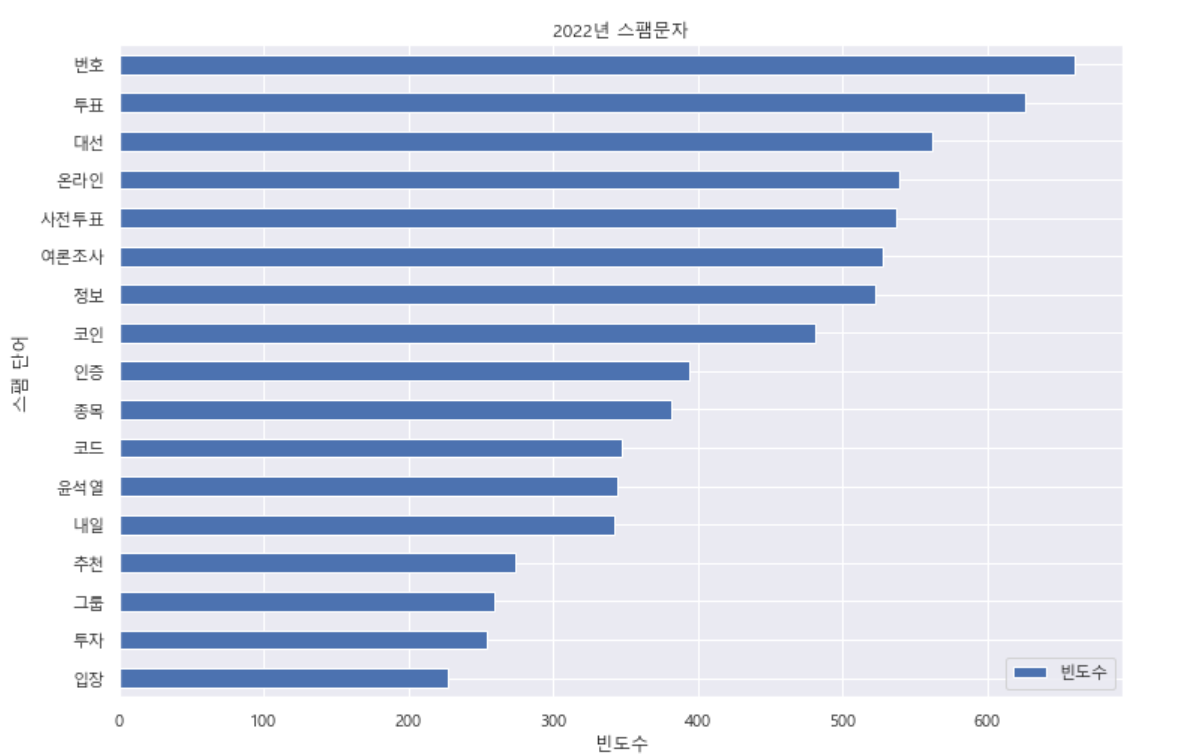 2022년 스팸문자
번호
투표
대선
온라인
사전투표
여론조사
정보
코인
인증
종목
코드
윤석열
내일
추천
그룹
투자
입장
스팸 단어
0 100 200 300 400 500 600
빈도수
빈도수